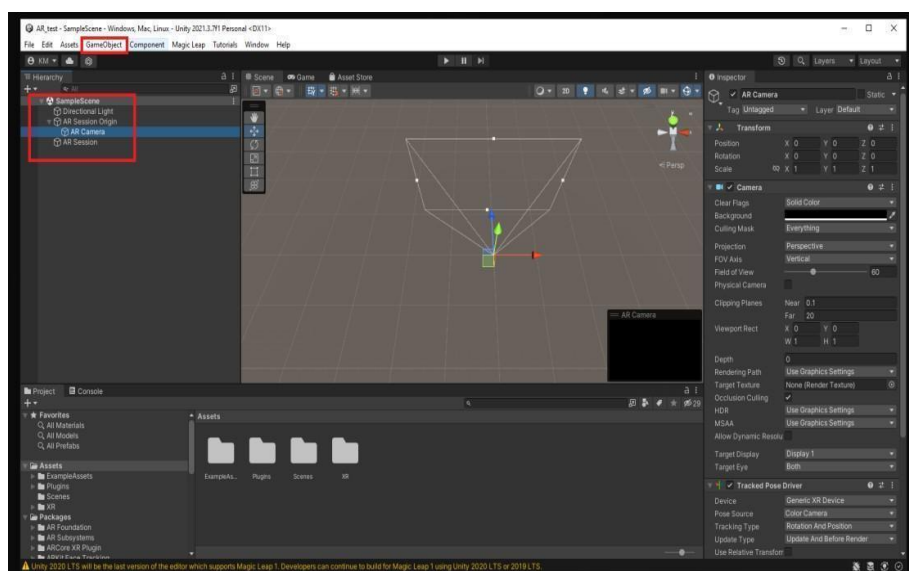 AR_test - SampleScene - Windows, Mac, Linux - Unity 2021.3.7f1 Personal <DX11>
File Edit Assets GameObject Component Magic Leap Tutorials Window Help
KM
Layers Layout
Hierarchy
All
SampleScene
Directional Light
AR Session Origin
AR Camera
AR Session
Scene Game Asset Store
2D
Persp
AR Camera
Inspector
AR Camera Static
Tag Untagged Layer Default
Transform
Position X 0 Y 0 Z 0
Rotation X 0 Y 0 Z 0
Scale X 1 Y 1 Z 1
Camera
Clear Flags Solid Color
Background
Culling Mask Everything
Projection Perspective
FOV Axis Vertical
Field of View 60
Physical Camera
Clipping Planes Near 0.1
Far 20
Viewport Rect X 0 Y 0
W 1 H 1
Depth 0
Rendering Path Use Graphics Settings
Target Texture None (Render Texture)
Occlusion Culling
HDR Use Graphics Settings
MSAA Use Graphics Settings
Allow Dynamic Resolu
Target Display Display 1
Target Eye Both
Tracked Pose Driver
Device Generic XR Device
Pose Source Color Camera
Tracking Type Rotation And Position
Update Type Update And Before Render
Use Relative Transform
Project Console
29
Favorites
All Materials
All Models
All Prefabs
Assets
ExampleAssets
Plugins
Scenes
XR
Packages
AR Foundation
AR Subsystems
ARCore XR Plugin
ARKit Face Tracking
Assets
ExampleAs... Plugins Scenes XR
Unity 2020 LTS will be the last version of the editor which supports Magic Leap 1. Developers can continue to build for Magic Leap 1 using Unity 2020 LTS or 2019 LTS.